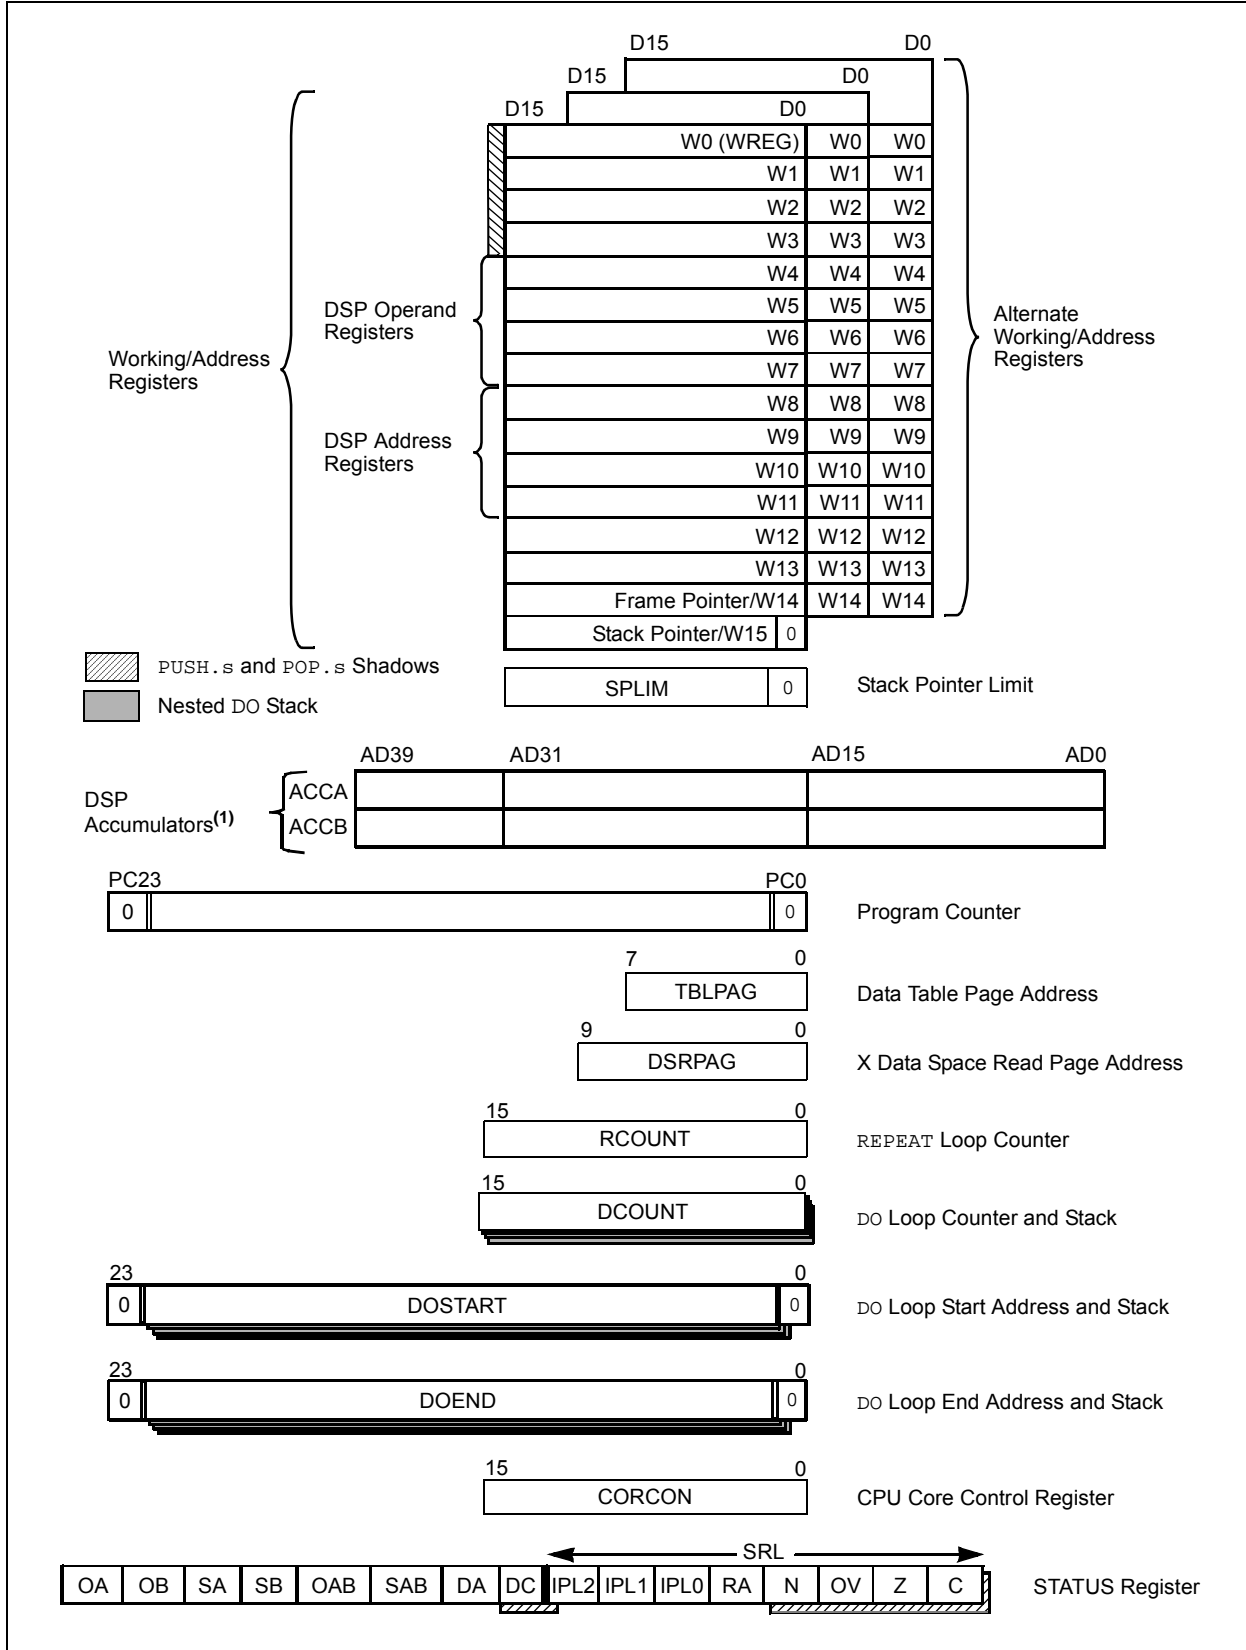 D15 D0
D15 D0
D15 D0
W0 (WREG) W0 W0
W1 W1 W1
W2 W2 W2
W3 W3 W3
W4 W4 W4
DSP Operand
Registers
W5 W5 W5
W6 W6 W6
W7 W7 W7
Working/Address
Registers
Alternate
Working/Address
Registers
W8 W8 W8
DSP Address
Registers
W9 W9 W9
W10 W10 W10
W11 W11 W11
W12 W12 W12
W13 W13 W13
Frame Pointer/W14 W14 W14
Stack Pointer/W15 0
PUSH.s and POP.s Shadows
Nested DO Stack
SPLIM 0 Stack Pointer Limit
AD39 AD31 AD15 AD0
DSP
Accumulators(1)
ACCA
ACCB
PC23 PC0
0 0 Program Counter
7 0
TBLPAG Data Table Page Address
9 0
DSRPAG X Data Space Read Page Address
15 0
RCOUNT REPEAT Loop Counter
15 0
DCOUNT DO Loop Counter and Stack
23 0
0 DOSTART 0 DO Loop Start Address and Stack
23 0
0 DOEND 0 DO Loop End Address and Stack
15 0
CORCON CPU Core Control Register
SRL
OA OB SA SB OAB SAB DA DC IPL2 IPL1 IPL0 RA N OV Z C STATUS Register